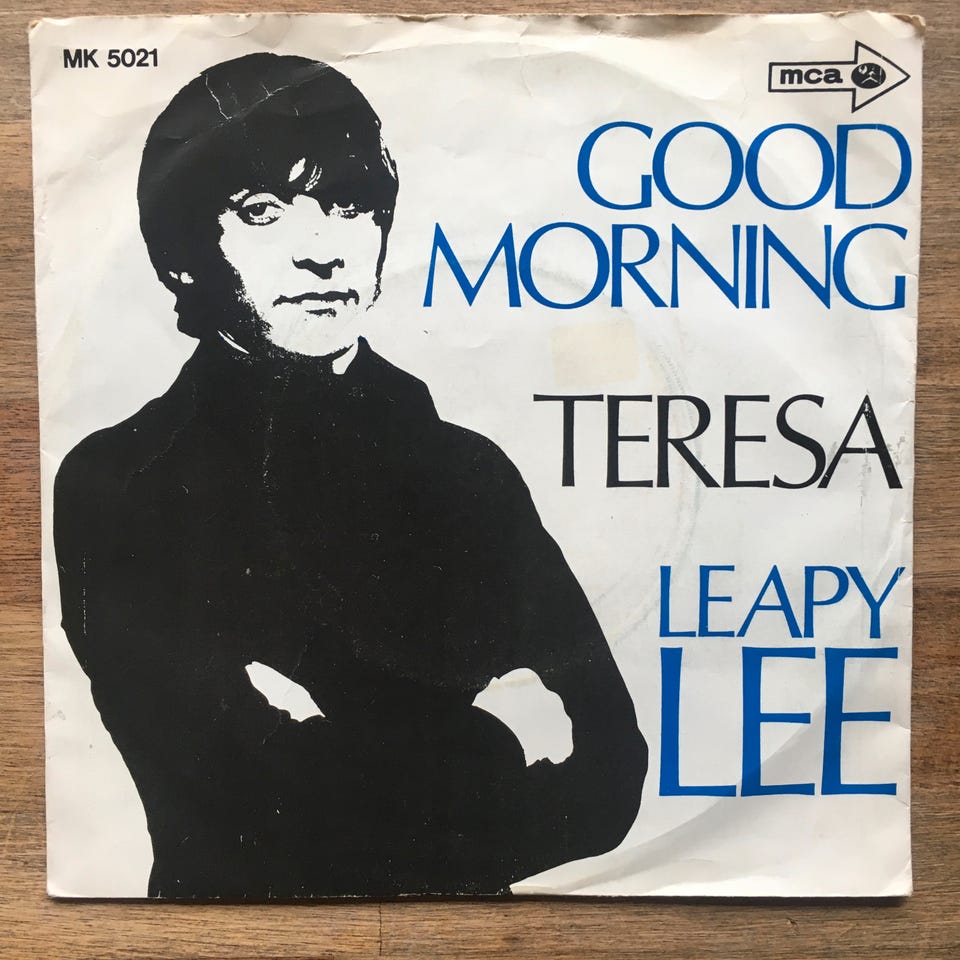 MK 5021
mca
GOOD
MORNING
TERESA
LEAPY
LEE